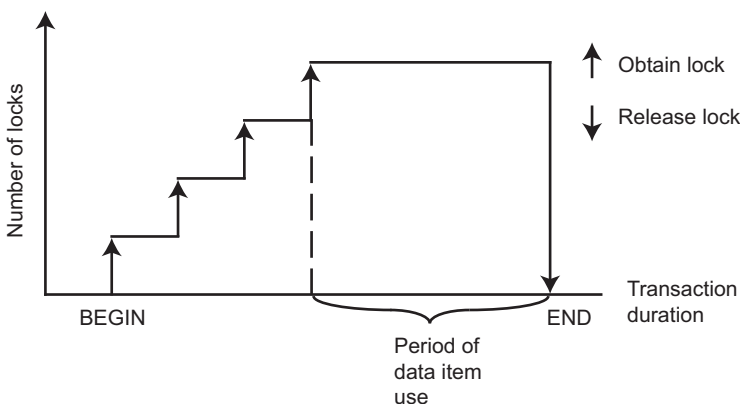 Number of locks
Obtain lock
Release lock
BEGIN
END
Transaction
duration
Period of
data item
use